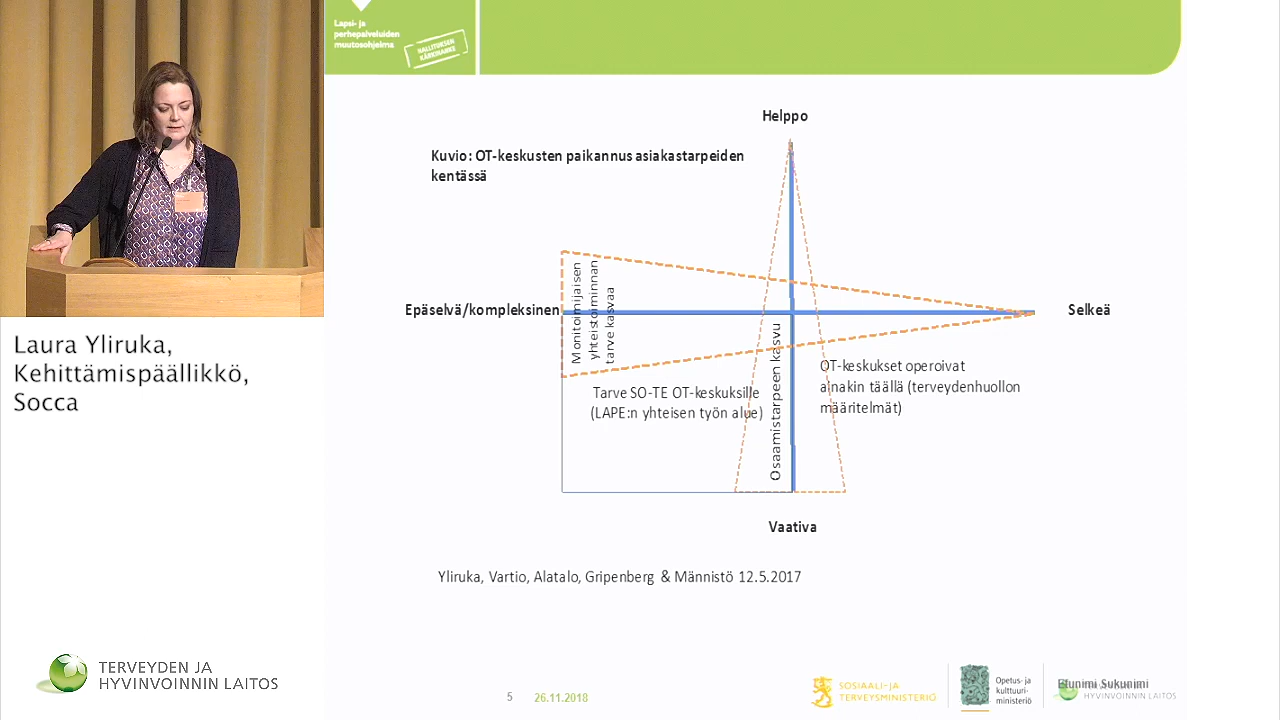 Lapsi- ja
perhepalveluiden
muutosohjelma
HALLITUKSEN
KÄRKIHANKE
Helppo
Kuvio: OT-keskusten paikannus asiakastarpeiden
kentässä
Monitoimijaisen
yhteistoiminnan
tarve kasvaa
Epäselvä/kompleksinen
Selkeä
Osaamistarpeen kasvu
OT-keskukset operoivat
ainakin täällä (terveydenhuollon
määritelmät)
Tarve SO-TE OT-keskuksille
(LAPE:n yhteisen työn alue)
Vaativa
Yliruka, Vartio, Alatalo, Gripenberg & Männistö 12.5.2017
Laura Yliruka,
Kehittämispäällikkö,
Socca
TERVEYDEN JA
HYVINVOINNIN LAITOS
5
26.11.2018
SOSIAALI- JA
TERVEYSMINISTERIÖ
Opetus- ja
kulttuuri-
ministeriö
Etunimi Sukunimi
HYVINVOINNIN LAITOS